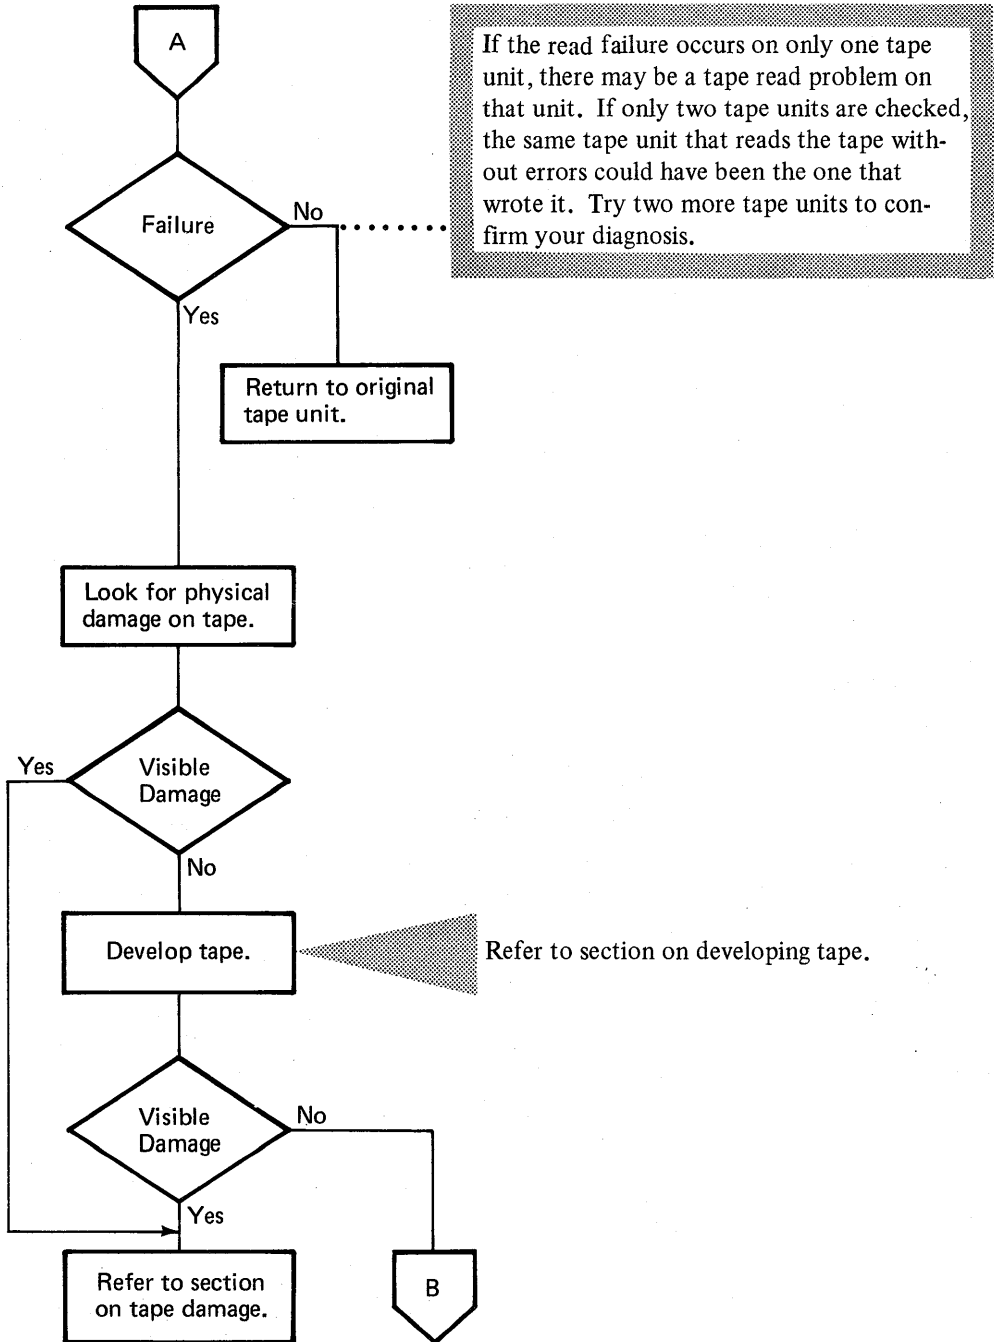 A
If the read failure occurs on only one tape
unit, there may be a tape read problem on
that unit. If only two tape units are checked,
the same tape unit that reads the tape with-
out errors could have been the one that
wrote it. Try two more tape units to con-
firm your diagnosis.
Failure
No
Yes
Return to original
tape unit.
Look for physical
damage on tape.
Yes
Visible
Damage
No
Develop tape.
Refer to section on developing tape.
Visible
Damage
No
Yes
Refer to section
on tape damage.
B